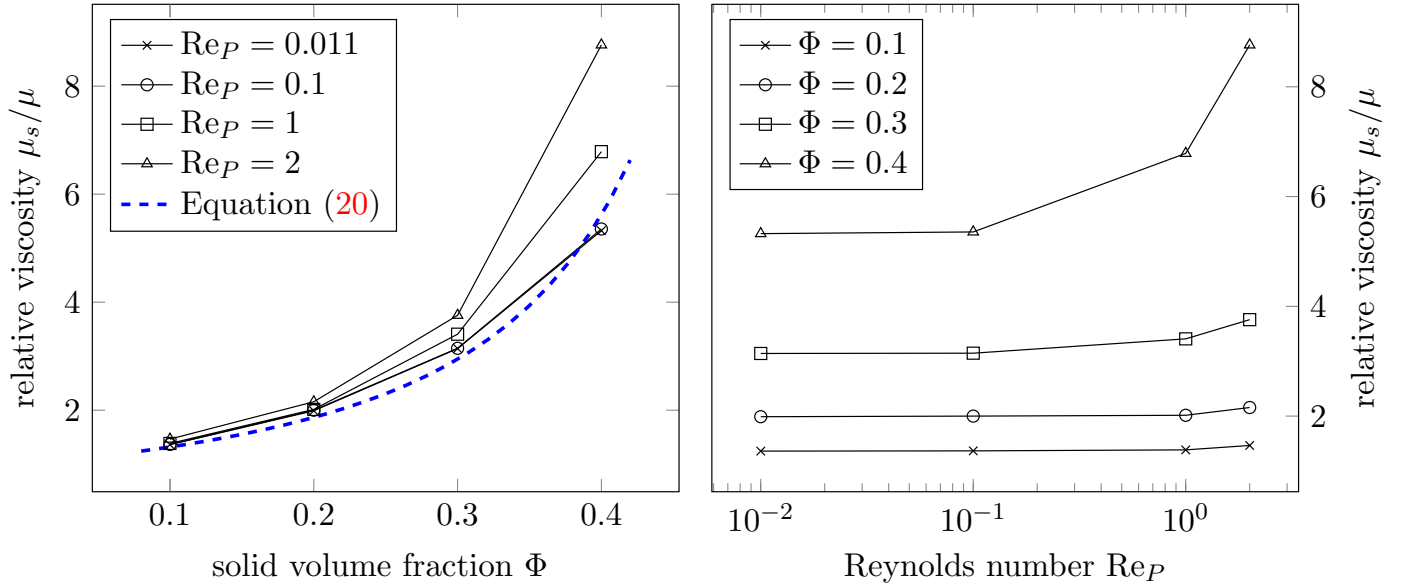 Re_P = 0.011
Re_P = 0.1
Re_P = 1
Re_P = 2
Equation (20)
relative viscosity μ_s/μ
8
6
4
2
0.1 0.2 0.3 0.4
solid volume fraction Φ
Φ = 0.1
Φ = 0.2
Φ = 0.3
Φ = 0.4
8
6
4
2
relative viscosity μ_s/μ
10^−2 10^−1 10^0
Reynolds number Re_P